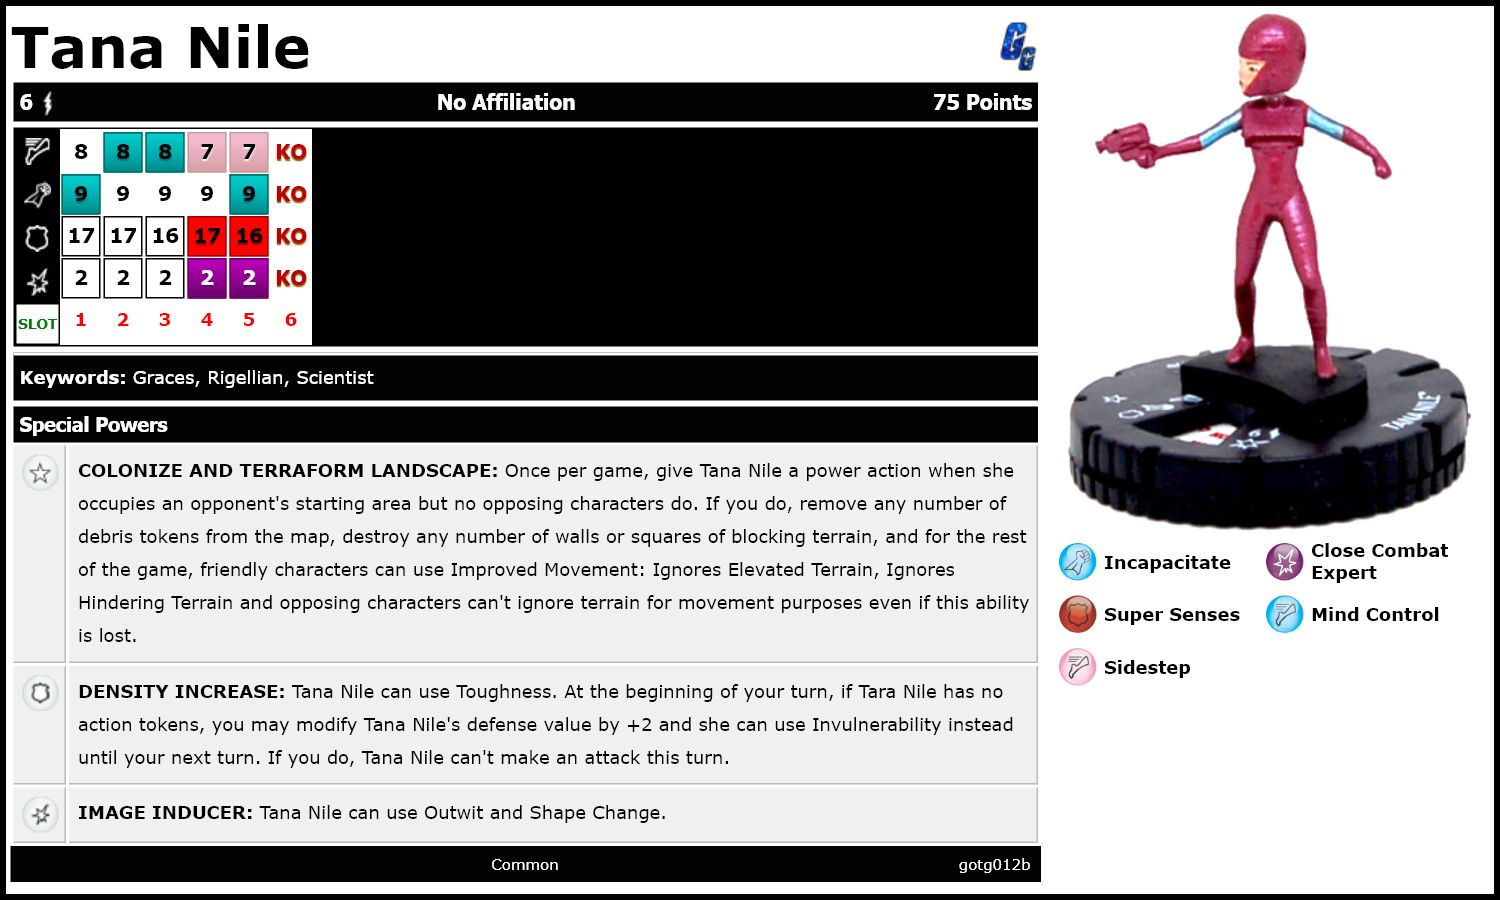 Tana Nile
GG
6 No Affiliation 75 Points
8 8 8 7 7 KO
9 9 9 9 9 KO
17 17 16 17 16 KO
2 2 2 2 2 KO
SLOT 1 2 3 4 5 6
Keywords: Graces, Rigellian, Scientist
Special Powers
COLONIZE AND TERRAFORM LANDSCAPE: Once per game, give Tana Nile a power action when she
occupies an opponent's starting area but no opposing characters do. If you do, remove any number of
debris tokens from the map, destroy any number of walls or squares of blocking terrain, and for the rest
of the game, friendly characters can use Improved Movement: Ignores Elevated Terrain, Ignores
Hindering Terrain and opposing characters can't ignore terrain for movement purposes even if this ability
is lost.
DENSITY INCREASE: Tana Nile can use Toughness. At the beginning of your turn, if Tara Nile has no
action tokens, you may modify Tana Nile's defense value by +2 and she can use Invulnerability instead
until your next turn. If you do, Tana Nile can't make an attack this turn.
IMAGE INDUCER: Tana Nile can use Outwit and Shape Change.
Common gotg012b
TANA NILE
Incapacitate
Close Combat
Expert
Super Senses
Mind Control
Sidestep